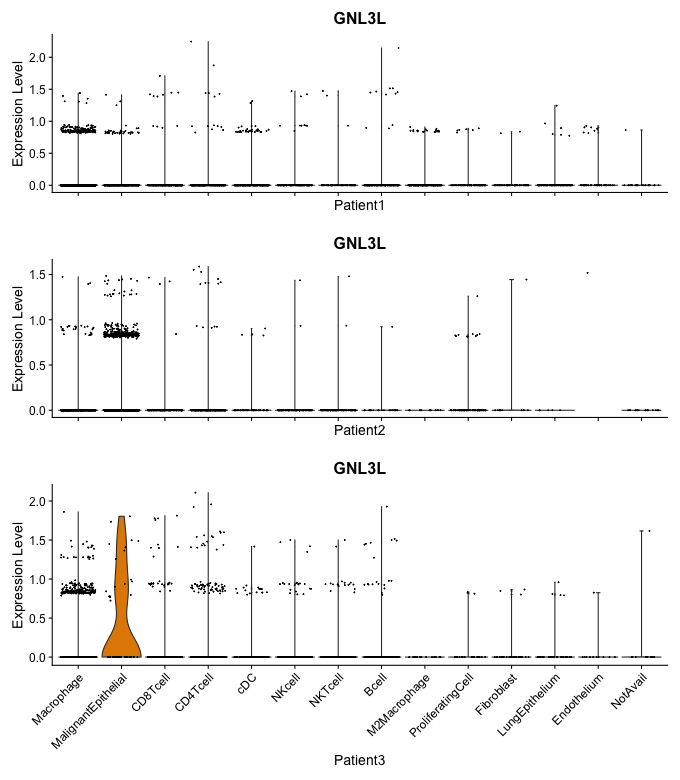 GNL3L
Expression Level
2.0
1.5
1.0
0.5
0.0
Patient1
GNL3L
Expression Level
1.5
1.0
0.5
0.0
Patient2
GNL3L
Expression Level
2.0
1.5
1.0
0.5
0.0
Macrophage
MalignantEpithelial
CD8Tcell
CD4Tcell
cDC
NKcell
NKTcell
Bcell
M2Macrophage
ProliferatingCell
Fibroblast
LungEpithelium
Endothelium
NotAvail
Patient3